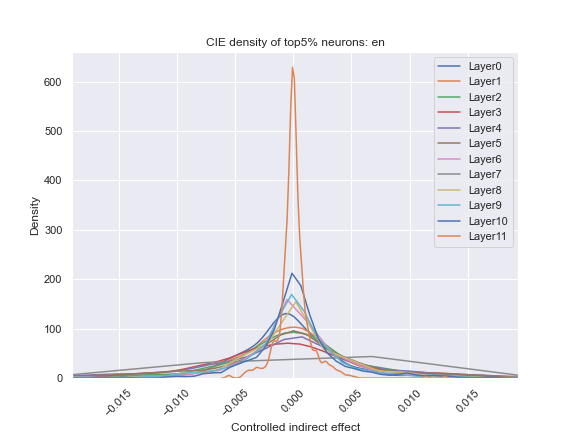 CIE density of top5% neurons: en
Density
600
500
400
300
200
100
0
Layer0
Layer1
Layer2
Layer3
Layer4
Layer5
Layer6
Layer7
Layer8
Layer9
Layer10
Layer11
-0.015
-0.010
-0.005
0.000
0.005
0.010
0.015
Controlled indirect effect